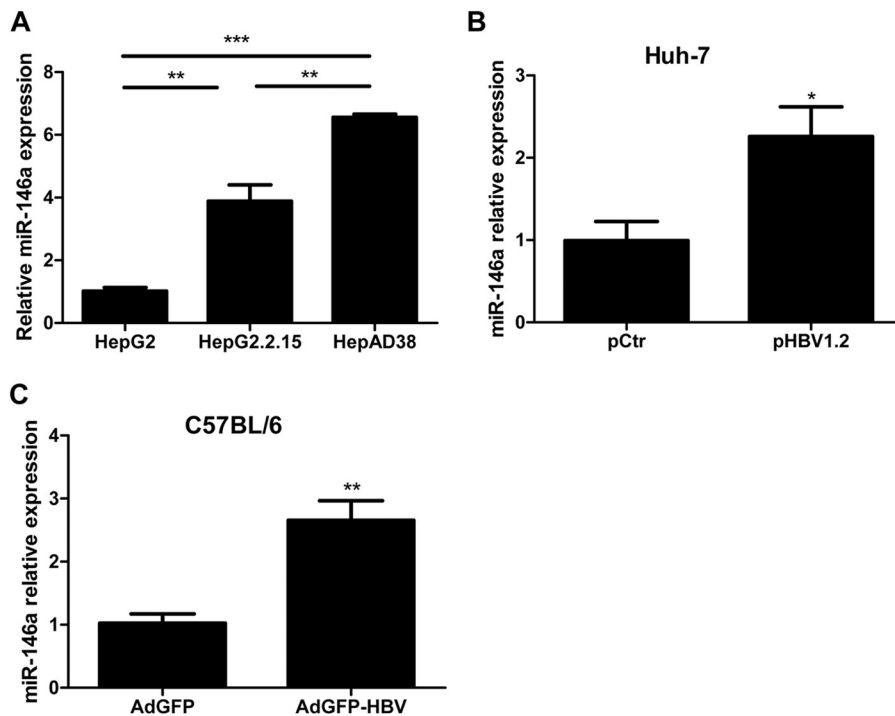 A
***
**
**
Relative miR-146a expression
8
6
4
2
0
HepG2
HepG2.2.15
HepAD38
B
Huh-7
*
miR-146a relative expression
3
2
1
0
pCtr
pHBV1.2
C
C57BL/6
**
miR-146a relative expression
4
3
2
1
0
AdGFP
AdGFP-HBV